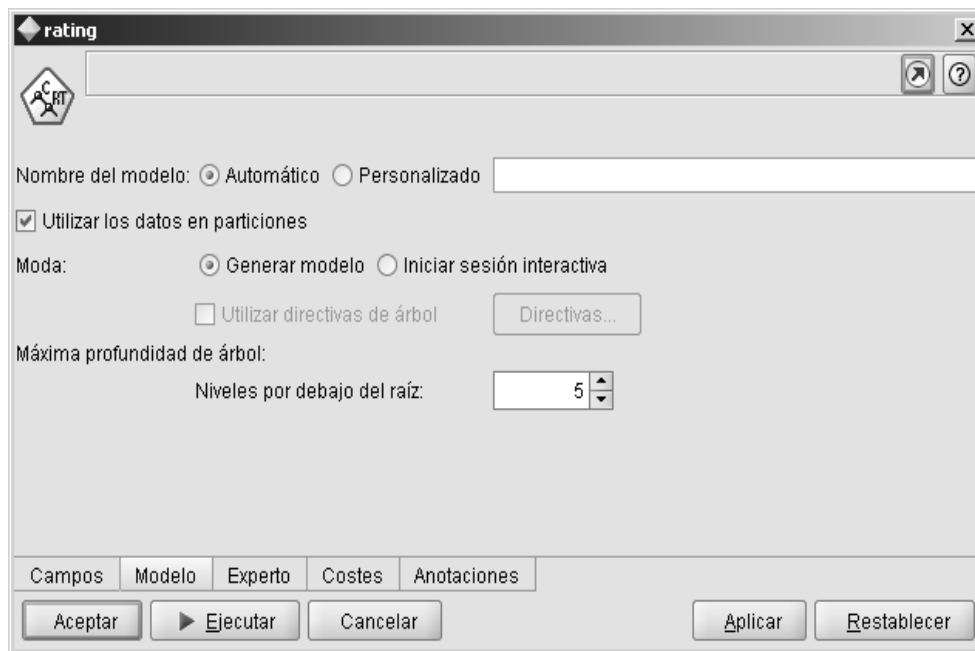 rating
C
RT
Nombre del modelo: Automático Personalizado
Utilizar los datos en particiones
Moda: Generar modelo Iniciar sesión interactiva
Utilizar directivas de árbol Directivas...
Máxima profundidad de árbol:
Niveles por debajo del raíz: 5
Campos Modelo Experto Costes Anotaciones
Aceptar Ejecutar Cancelar Aplicar Restablecer